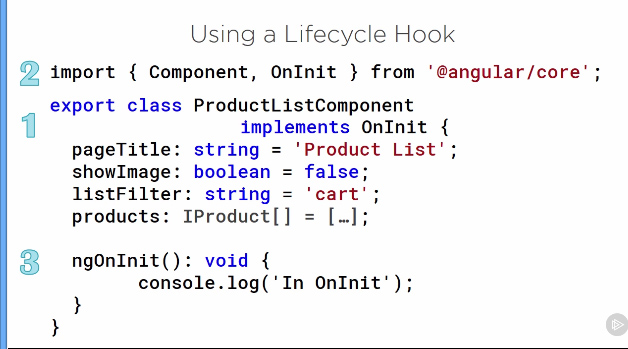 Using a Lifecycle Hook
2 import { Component, OnInit } from '@angular/core';
export class ProductListComponent
1 implements OnInit {
pageTitle: string = 'Product List';
showImage: boolean = false;
listFilter: string = 'cart';
products: IProduct[] = […];
3 ngOnInit(): void {
console.log('In OnInit');
}
}